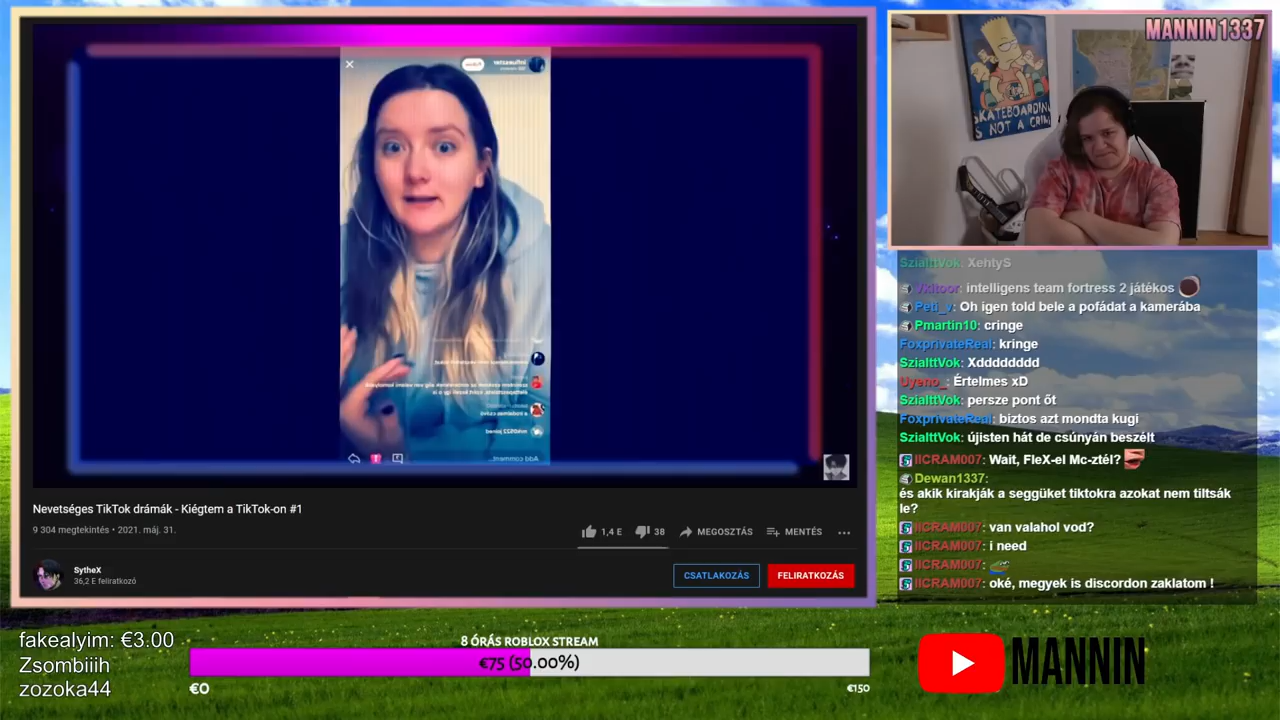 MANNIN1337
SKATEBOARDING
IS NOT A CRIME
Nevetséges TikTok drámák - Kiégtem a TikTok-on #1
9 304 megtekintés • 2021. máj. 31.
1,4 E
38
MEGOSZTÁS
MENTÉS
SytheX
36,2 E feliratkozó
CSATLAKOZÁS
FELIRATKOZÁS
SzialttVok: XehtyS
Vkitoor: intelligens team fortress 2 játékos
Peti_v: Oh igen told bele a pofádat a kamerába
Pmartin10: cringe
FoxprivateReal: kringe
SzialttVok: Xdddddddd
Uyeno_: Értelmes xD
SzialttVok: persze pont őt
FoxprivateReal: biztos azt mondta kugi
SzialttVok: újisten hát de csúnyán beszélt
IICRAM007: Wait, FleX-el Mc-ztél?
Dewan1337:
és akik kirakják a seggüket tiktokra azokat nem tiltsák
le?
IICRAM007: van valahol vod?
IICRAM007: i need
IICRAM007:
IICRAM007: oké, megyek is discordon zaklatom !
fakealyim: €3.00
Zsombiiih
zozoka44
8 ÓRÁS ROBLOX STREAM
€75 (50.00%)
€0
€150
MANNIN